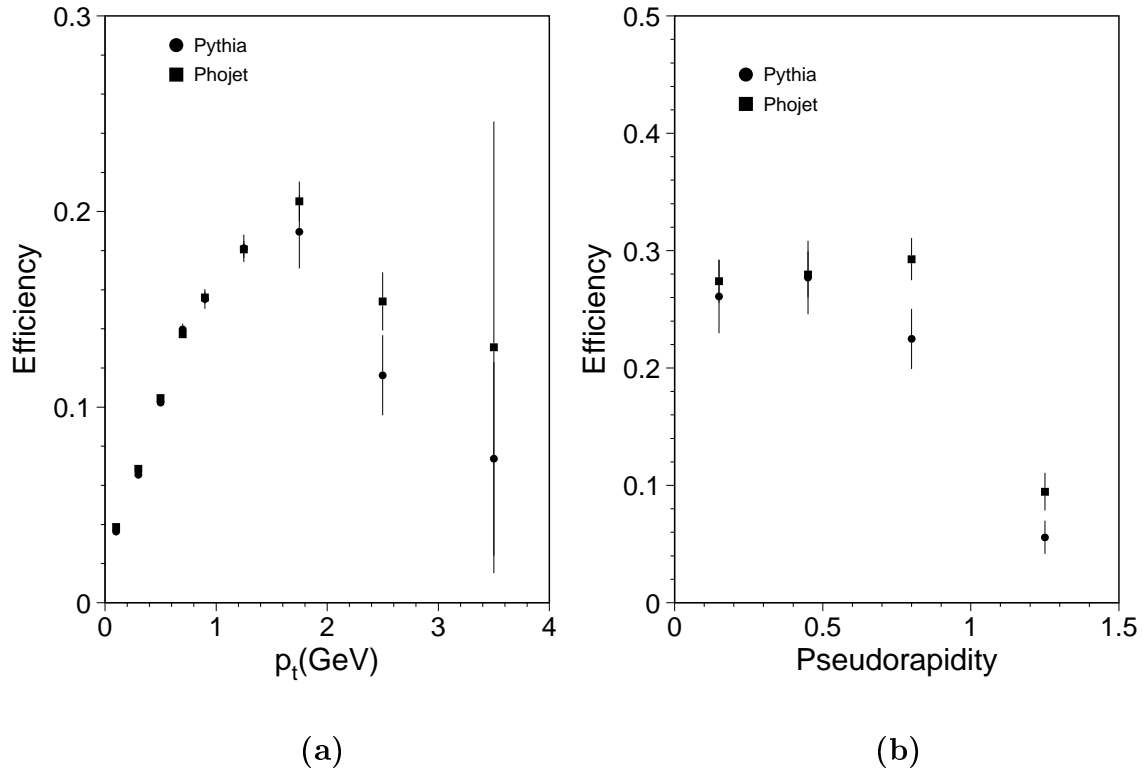 0.3
0.2
0.1
0
Efficiency
Pythia
Phojet
0 1 2 3 4
pₜ(GeV)
(a)
0.5
0.4
0.3
0.2
0.1
0
Efficiency
Pythia
Phojet
0 0.5 1 1.5
Pseudorapidity
(b)